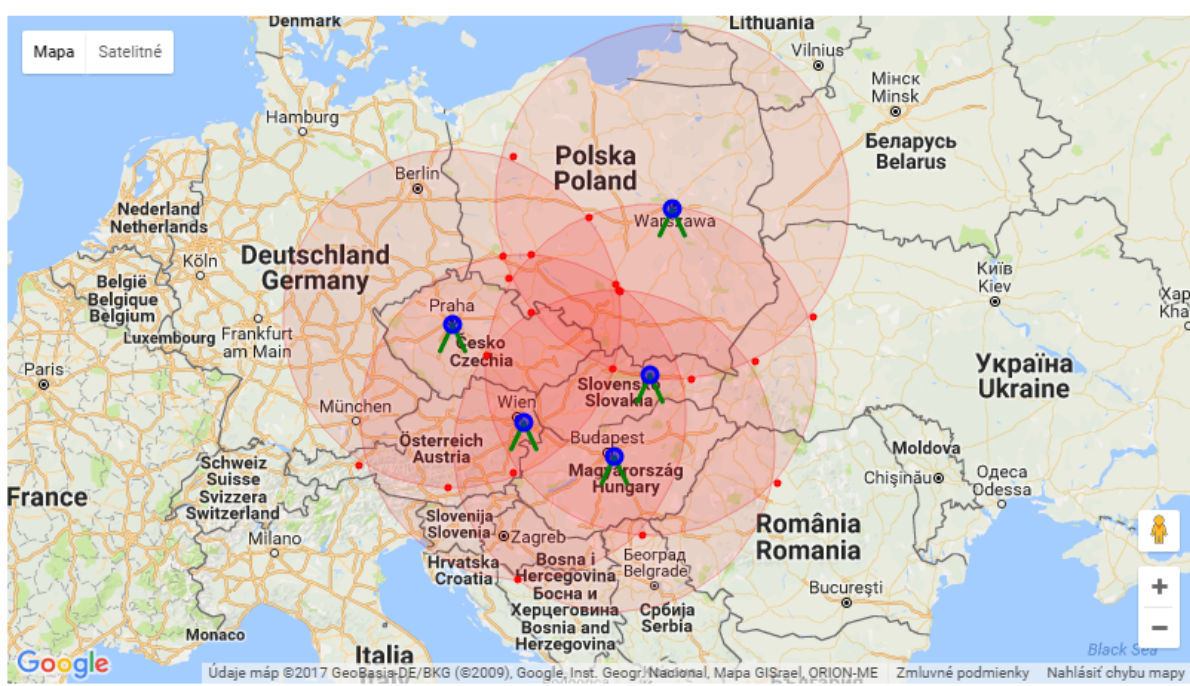 Denmark
Lithuania
Mapa
Satelitné
Vilnius
Мінск
Minsk
Hamburg
Беларусь
Belarus
Polska
Poland
Berlin
Nederland
Netherlands
Warszawa
Deutschland
Germany
Köln
België
Belgique
Belgium
Київ
Kiev
Praha
Česko
Czechia
Luxembourg
Frankfurt
am Main
Paris
Україна
Ukraine
Slovensko
Slovakia
München
Wien
Österreich
Austria
Budapest
Magyarország
Hungary
Moldova
Chișinău
Одеса
Odessa
Schweiz
Suisse
Svizzera
Switzerland
France
Slovenija
Slovenia
Zagreb
România
Romania
Milano
Hrvatska
Croatia
Bosna i
Hercegovina
Босна и
Херцеговина
Bosnia and
Herzegovina
Београд
Belgrade
București
Србија
Serbia
Monaco
Italia
Black Sea
Google
Údaje máp ©2017 GeoBasis-DE/BKG (©2009), Google, Inst. Geogr. Nacional, Mapa GISrael, ORION-ME
Zmluvné podmienky
Nahlásiť chybu mapy